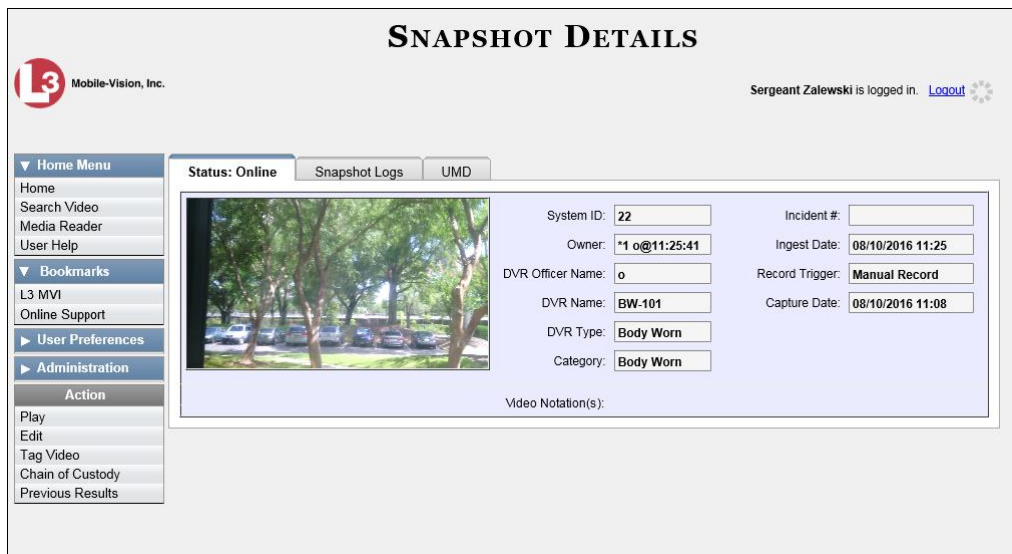 SNAPSHOT DETAILS
L3 Mobile-Vision, Inc.
Sergeant Zalewski is logged in. Logout
Home Menu
Home
Search Video
Media Reader
User Help
Bookmarks
L3 MVI
Online Support
User Preferences
Administration
Action
Play
Edit
Tag Video
Chain of Custody
Previous Results
Status: Online Snapshot Logs UMD
System ID: 22
Owner: *1 o@11:25:41
DVR Officer Name: o
DVR Name: BW-101
DVR Type: Body Worn
Category: Body Worn
Incident #:
Ingest Date: 08/10/2016 11:25
Record Trigger: Manual Record
Capture Date: 08/10/2016 11:08
Video Notation(s):